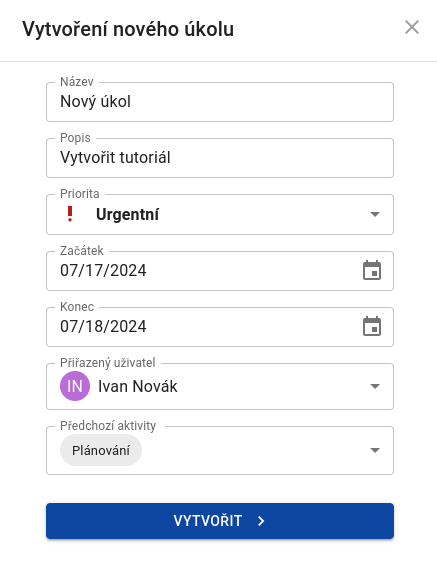 Vytvoření nového úkolu
Název
Nový úkol
Popis
Vytvořit tutoriál
Priorita
Urgentní
Začátek
07/17/2024
Konec
07/18/2024
Přiřazený uživatel
IN Ivan Novák
Předchozí aktivity
Plánování
VYTVOŘIT